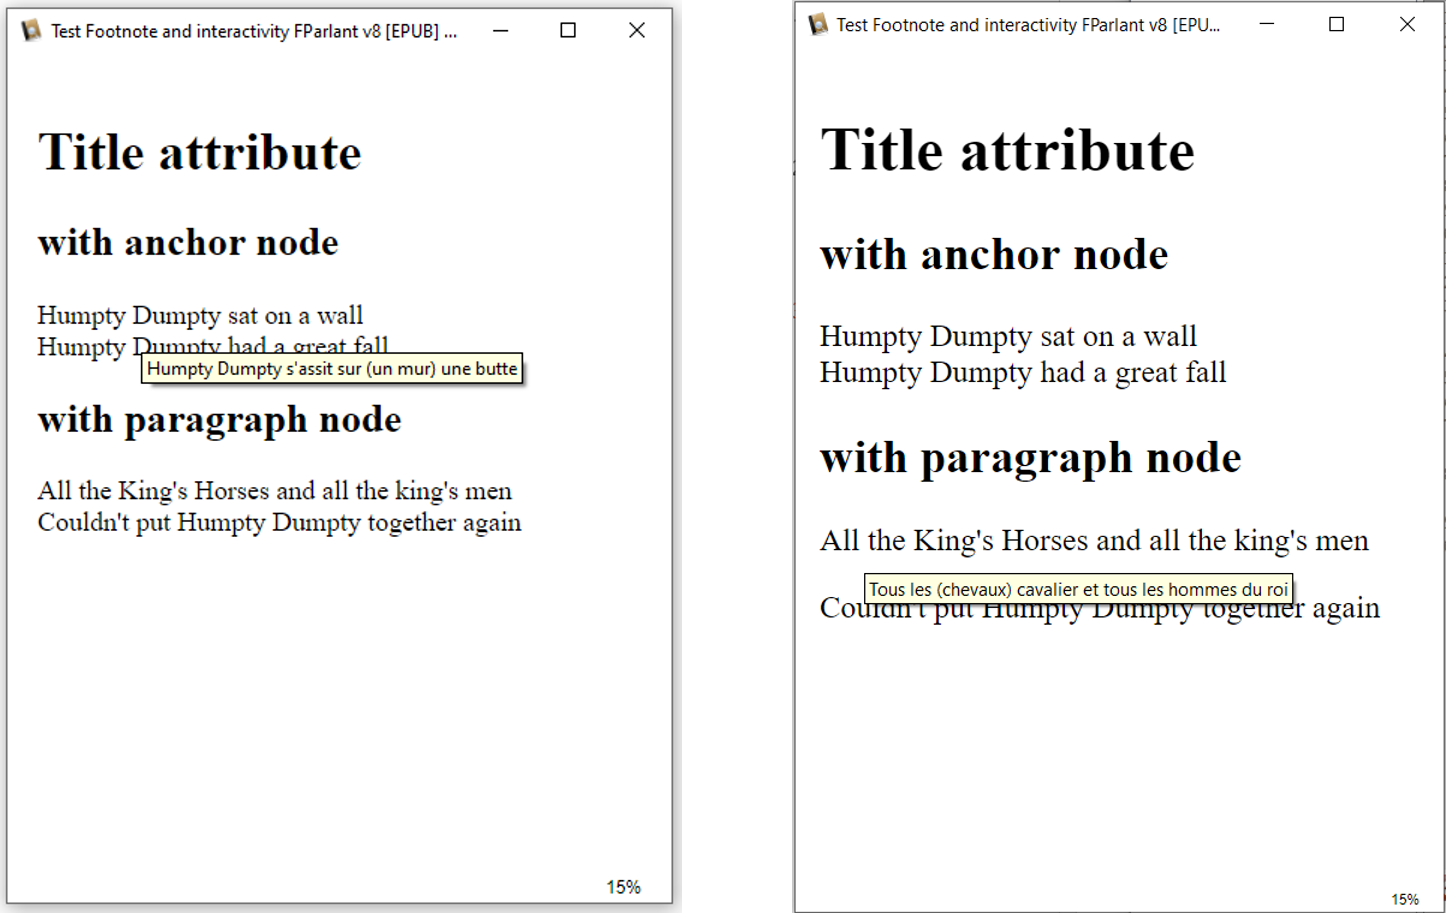 Test Footnote and interactivity FParlant v8 [EPUB] ...
Title attribute
with anchor node
Humpty Dumpty sat on a wall
Humpty Dumpty had a great fall
Humpty Dumpty s'assit sur (un mur) une butte
with paragraph node
All the King's Horses and all the king's men
Couldn't put Humpty Dumpty together again
15%
Test Footnote and interactivity FParlant v8 [EPU...
Title attribute
with anchor node
Humpty Dumpty sat on a wall
Humpty Dumpty had a great fall
with paragraph node
All the King's Horses and all the king's men
Tous les (chevaux) cavalier et tous les hommes du roi
Couldn't put Humpty Dumpty together again
15%